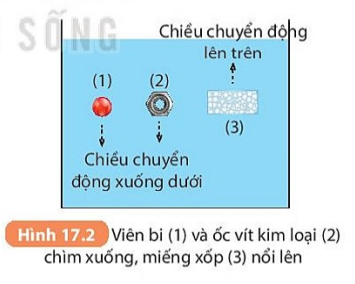 SỐNG
Chiều chuyển động
lên trên
(1)
(2)
(3)
Chiều chuyển
động xuống dưới
Hình 17.2 Viên bi (1) và ốc vít kim loại (2)
chìm xuống, miếng xốp (3) nổi lên